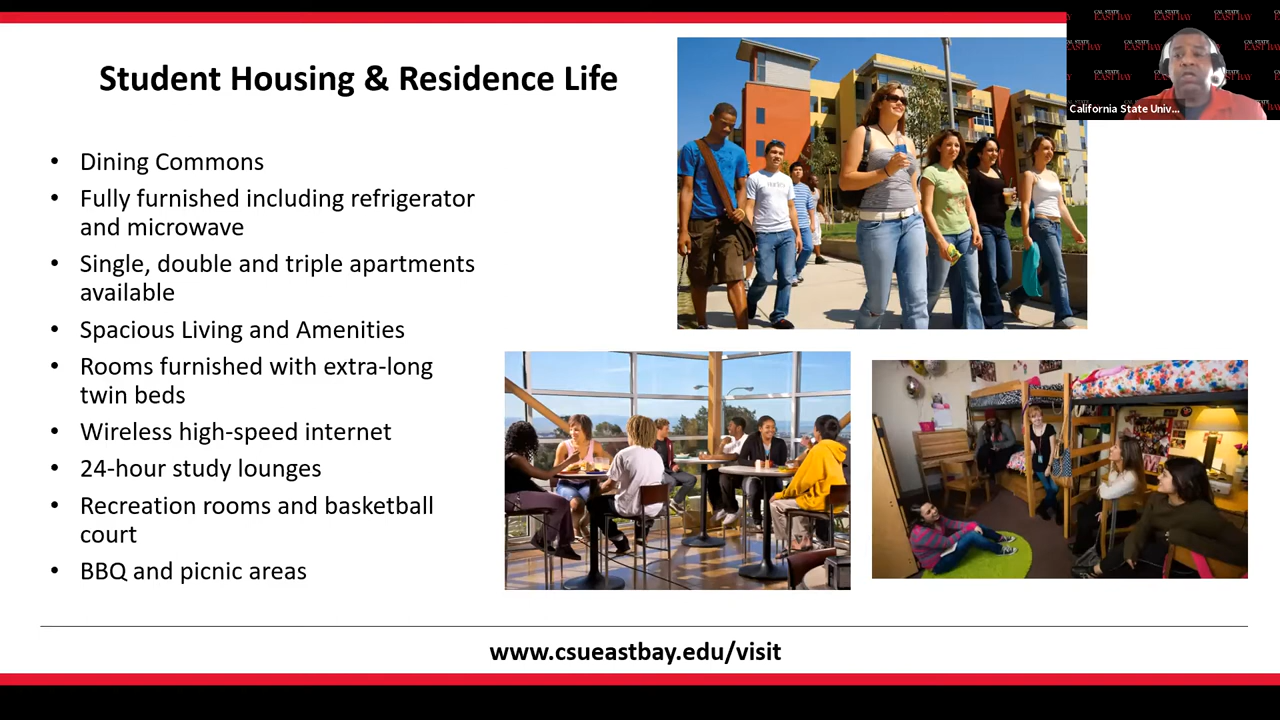 Student Housing & Residence Life
• Dining Commons
• Fully furnished including refrigerator
and microwave
• Single, double and triple apartments
available
• Spacious Living and Amenities
• Rooms furnished with extra-long
twin beds
• Wireless high-speed internet
• 24-hour study lounges
• Recreation rooms and basketball
court
• BBQ and picnic areas
www.csueastbay.edu/visit
CAL STATE
EAST BAY
California State Univ...